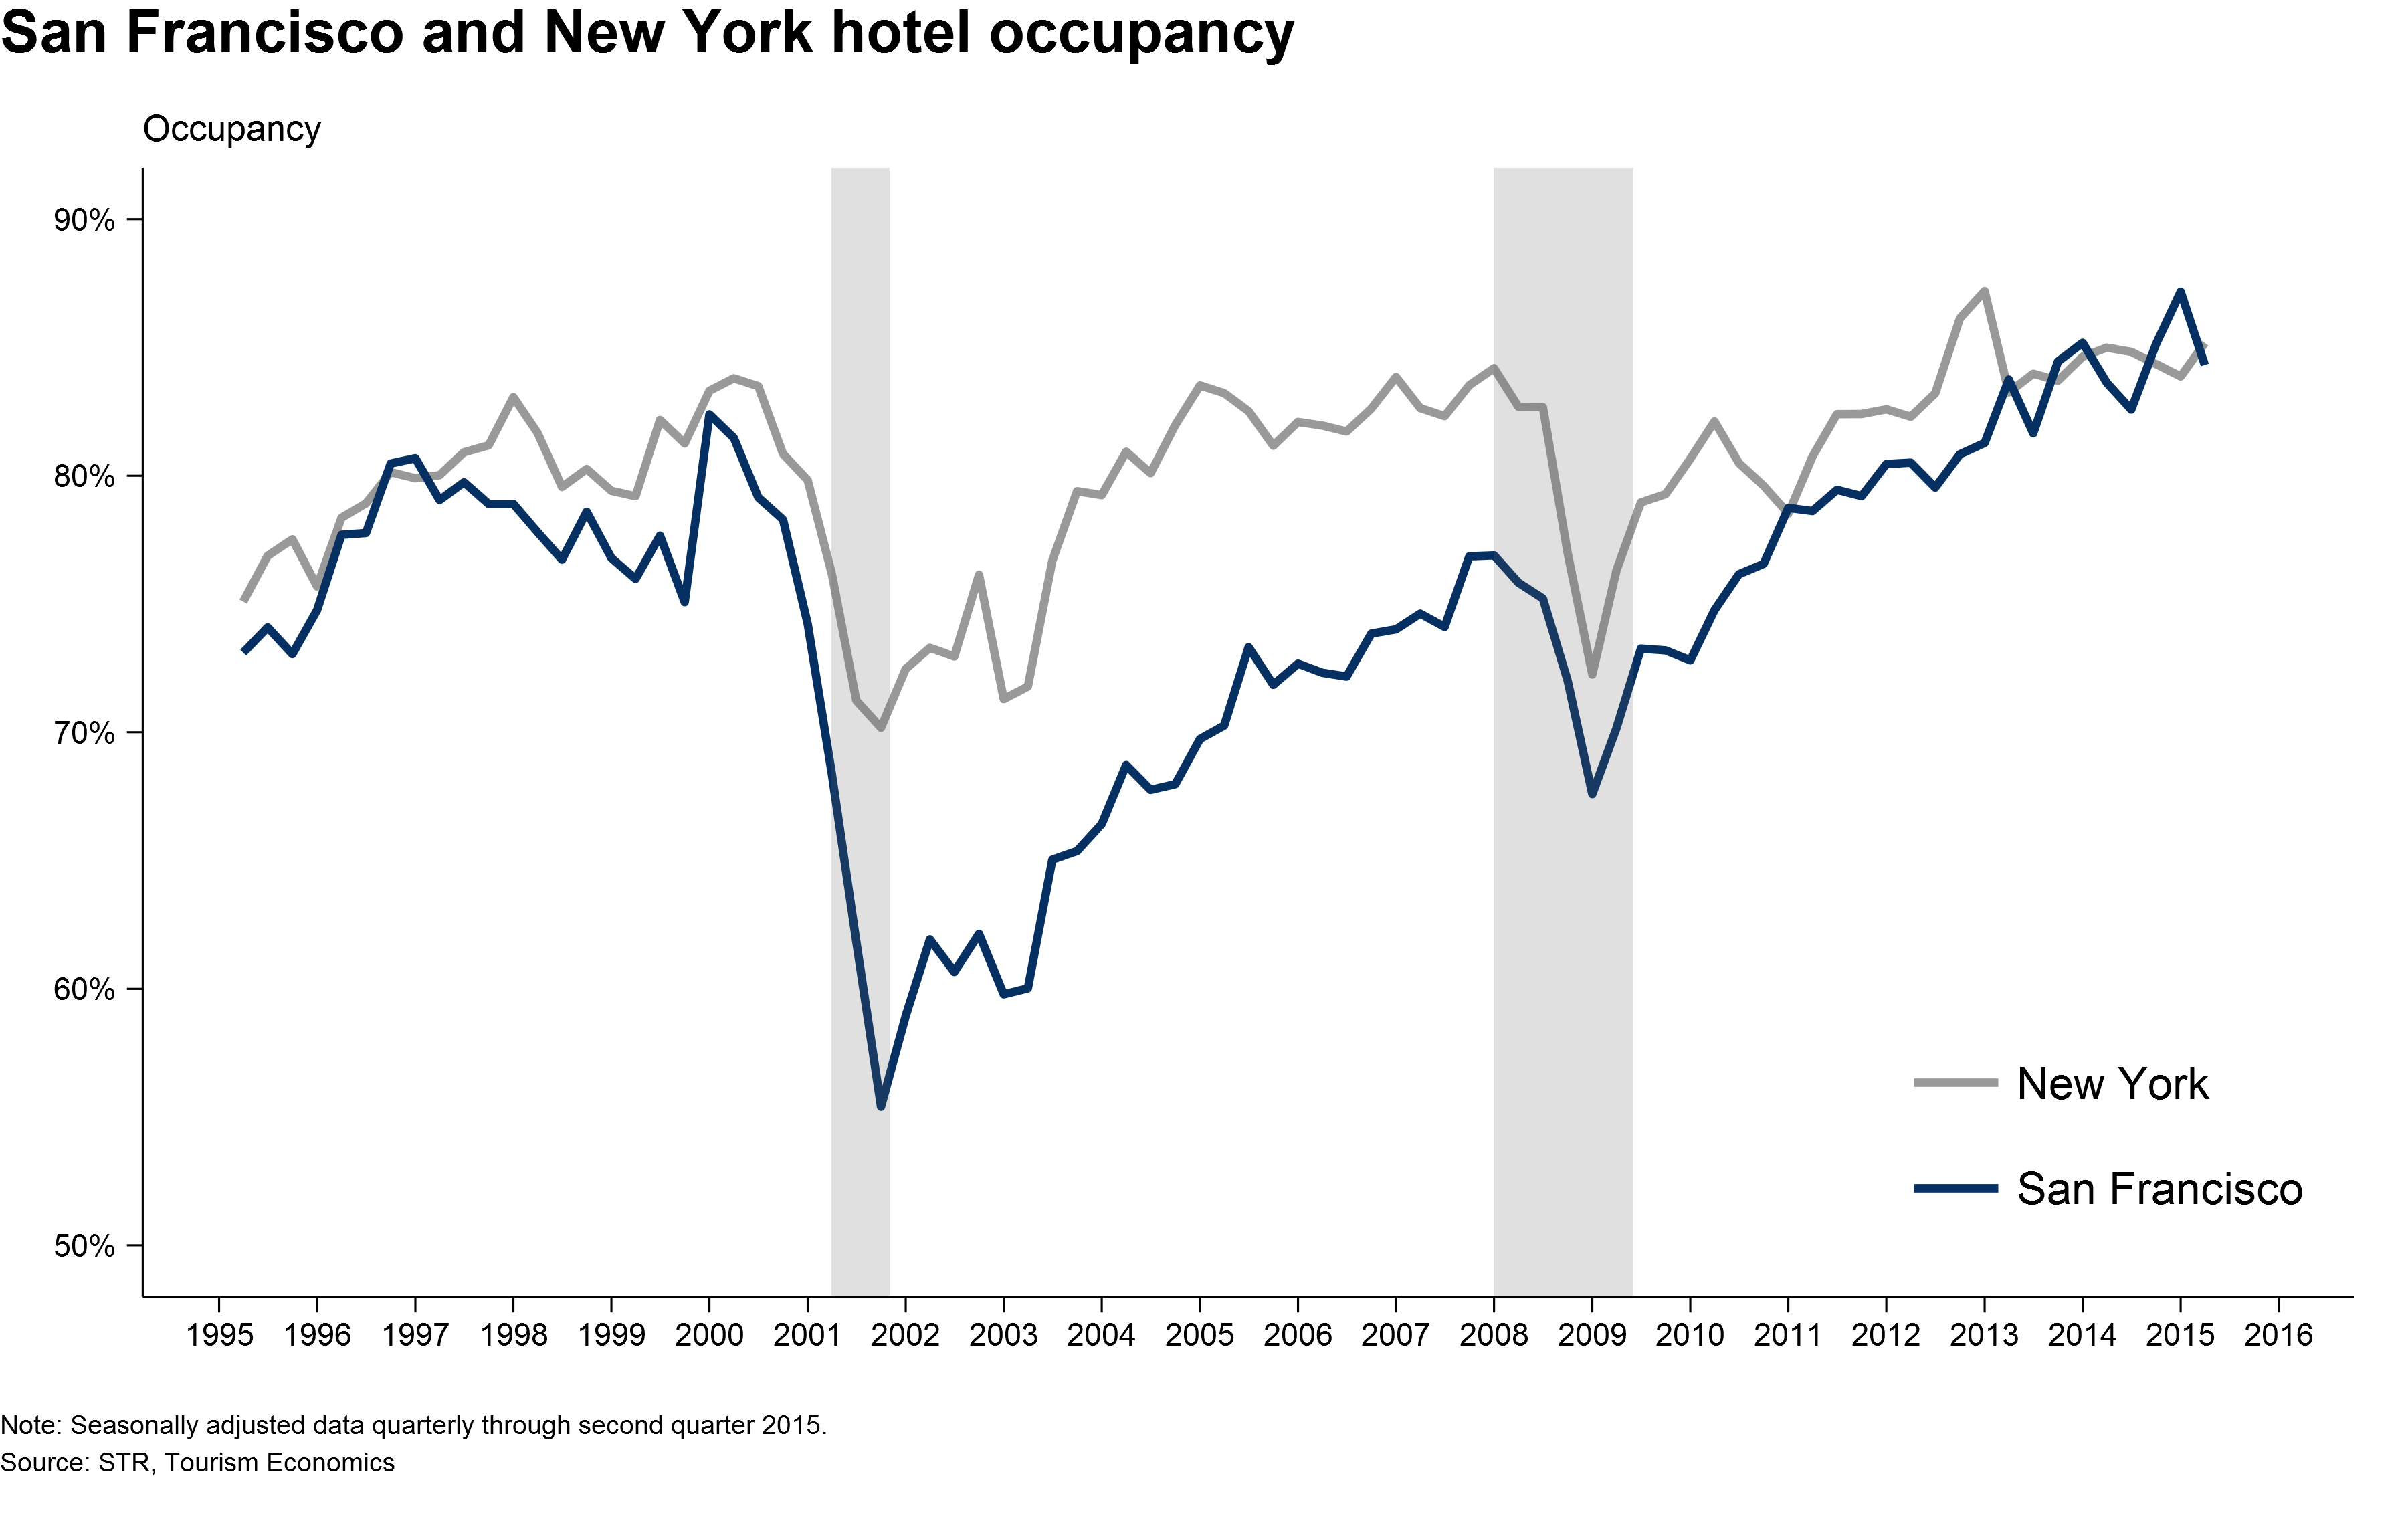 San Francisco and New York hotel occupancy
Occupancy
90%
80%
70%
60%
50%
New York
San Francisco
1995 1996 1997 1998 1999 2000 2001 2002 2003 2004 2005 2006 2007 2008 2009 2010 2011 2012 2013 2014 2015 2016
Note: Seasonally adjusted data quarterly through second quarter 2015.
Source: STR, Tourism Economics